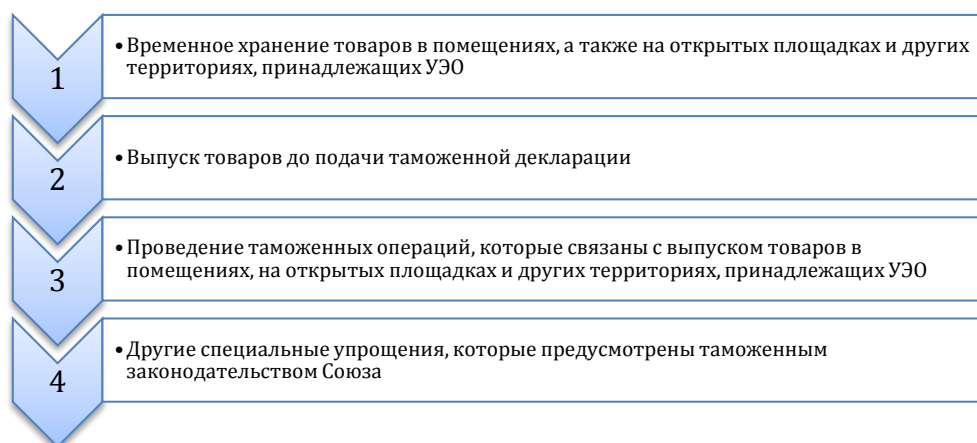 1
• Временное хранение товаров в помещениях, а также на открытых площадках и других
территориях, принадлежащих УЭО
2
• Выпуск товаров до подачи таможенной декларации
3
• Проведение таможенных операций, которые связаны с выпуском товаров в
помещениях, на открытых площадках и других территориях, принадлежащих УЭО
4
• Другие специальные упрощения, которые предусмотрены таможенным
законодательством Союза